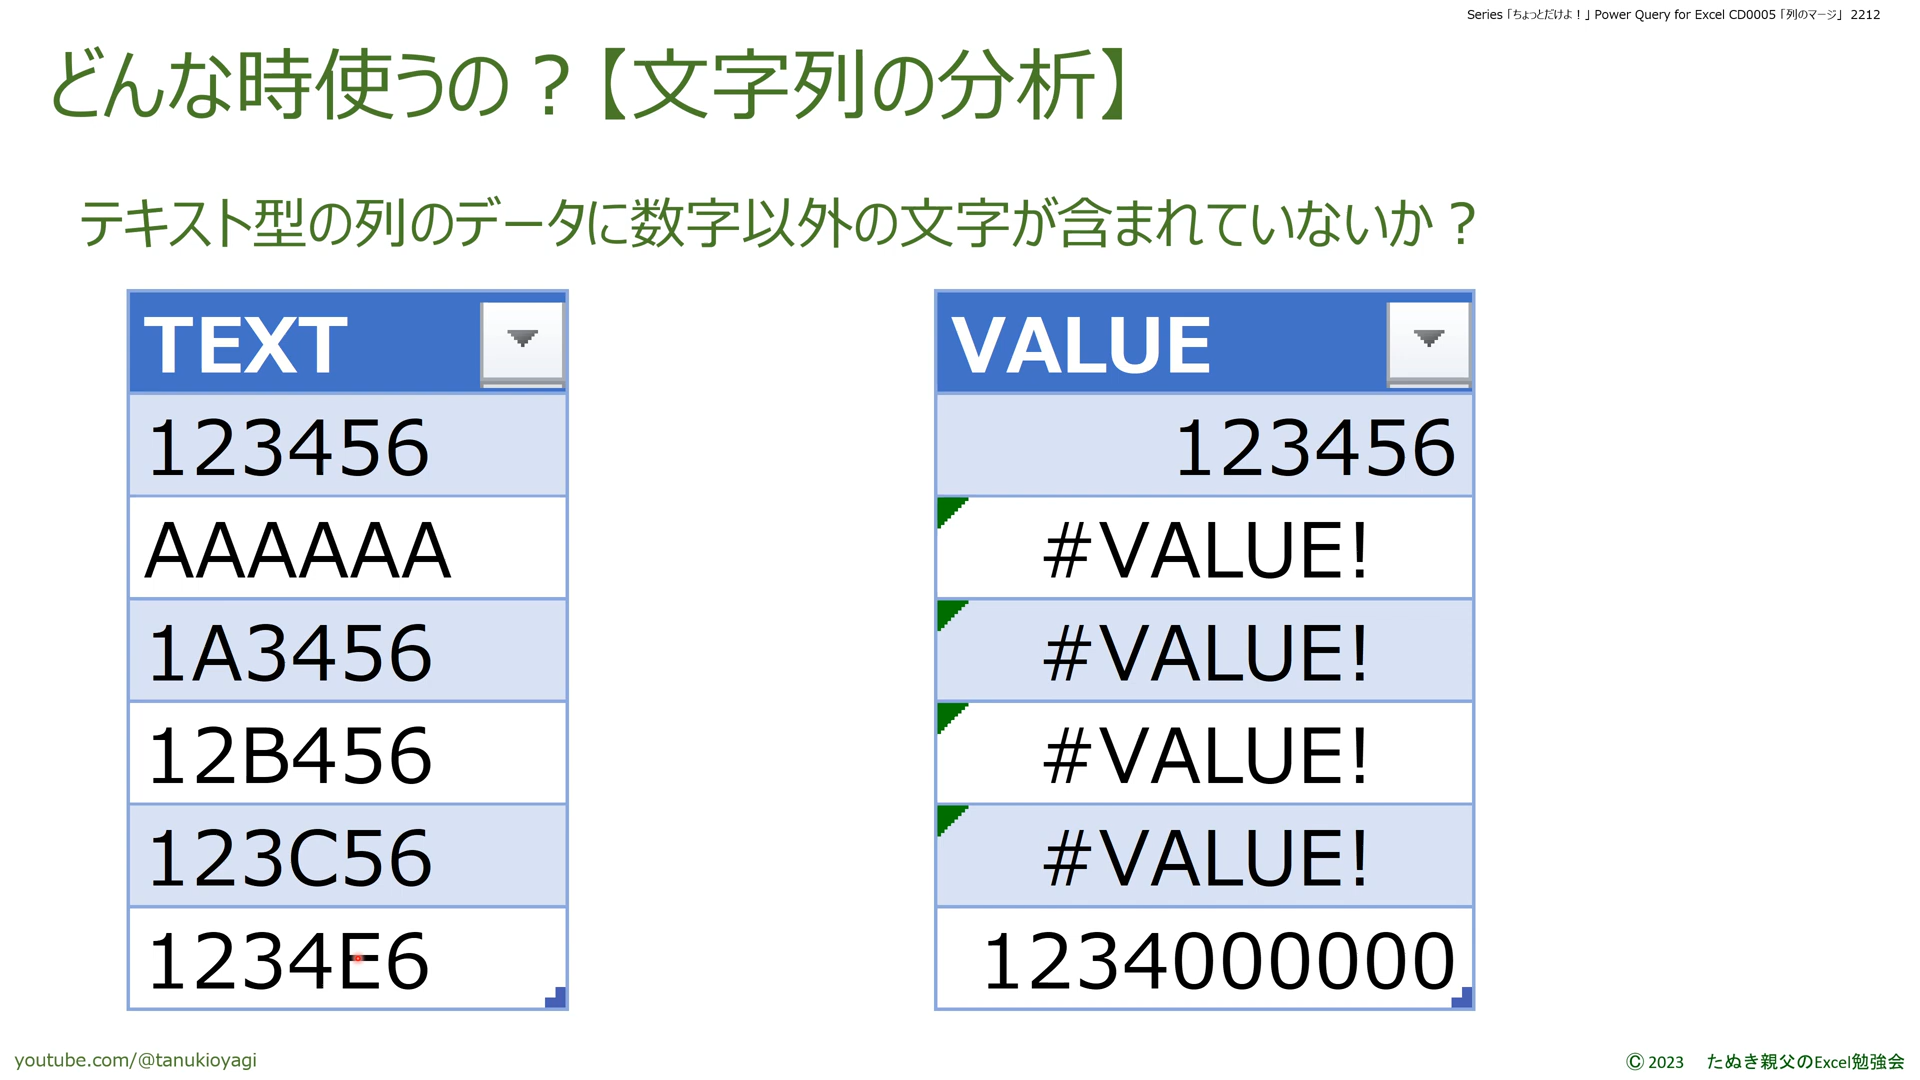 Series「ちょっとだけよ！」Power Query for Excel CD0005「列のマージ」 2212
どんな時使うの？【文字列の分析】
テキスト型の列のデータに数字以外の文字が含まれていないか？
TEXT VALUE
123456 123456
AAAAAA #VALUE!
1A3456 #VALUE!
12B456 #VALUE!
123C56 #VALUE!
1234E6 1234000000
youtube.com/@tanukioyagi
© 2023 たぬき親父のExcel勉強会